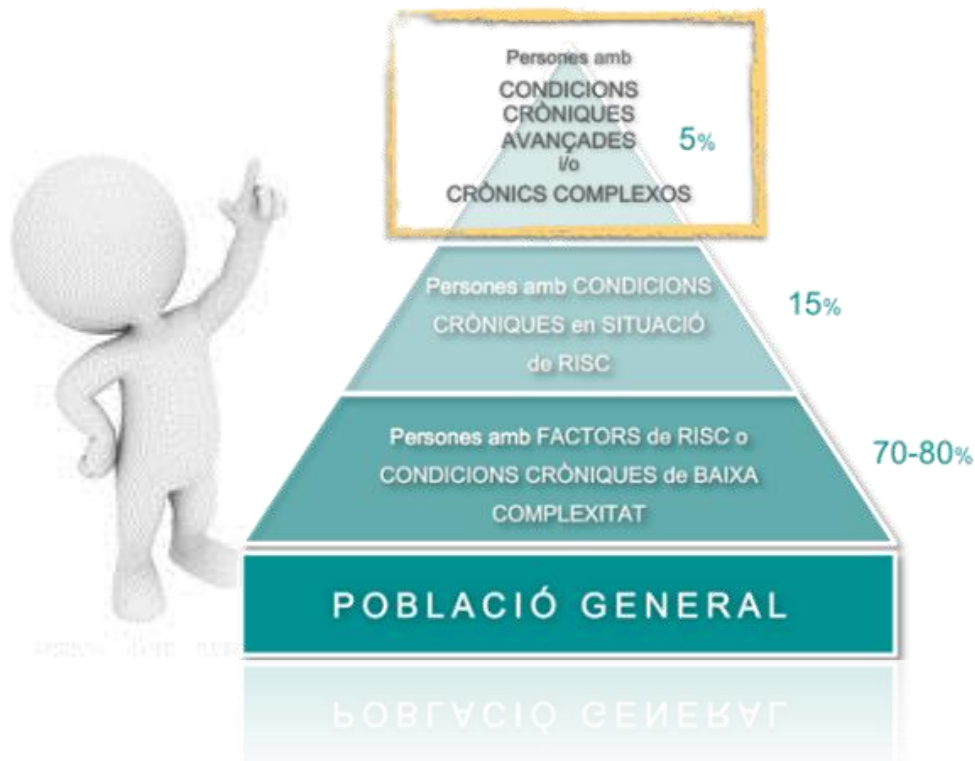 Persones amb
CONDICIONS
CRÒNIQUES
AVANÇADES
i/o
CRÒNICS COMPLEXOS
5%
Persones amb CONDICIONS
CRÒNIQUES en SITUACIÓ
de RISC
15%
Persones amb FACTORS de RISC o
CONDICIONS CRÒNIQUES de BAIXA
COMPLEXITAT
70-80%
POBLACIÓ GENERAL